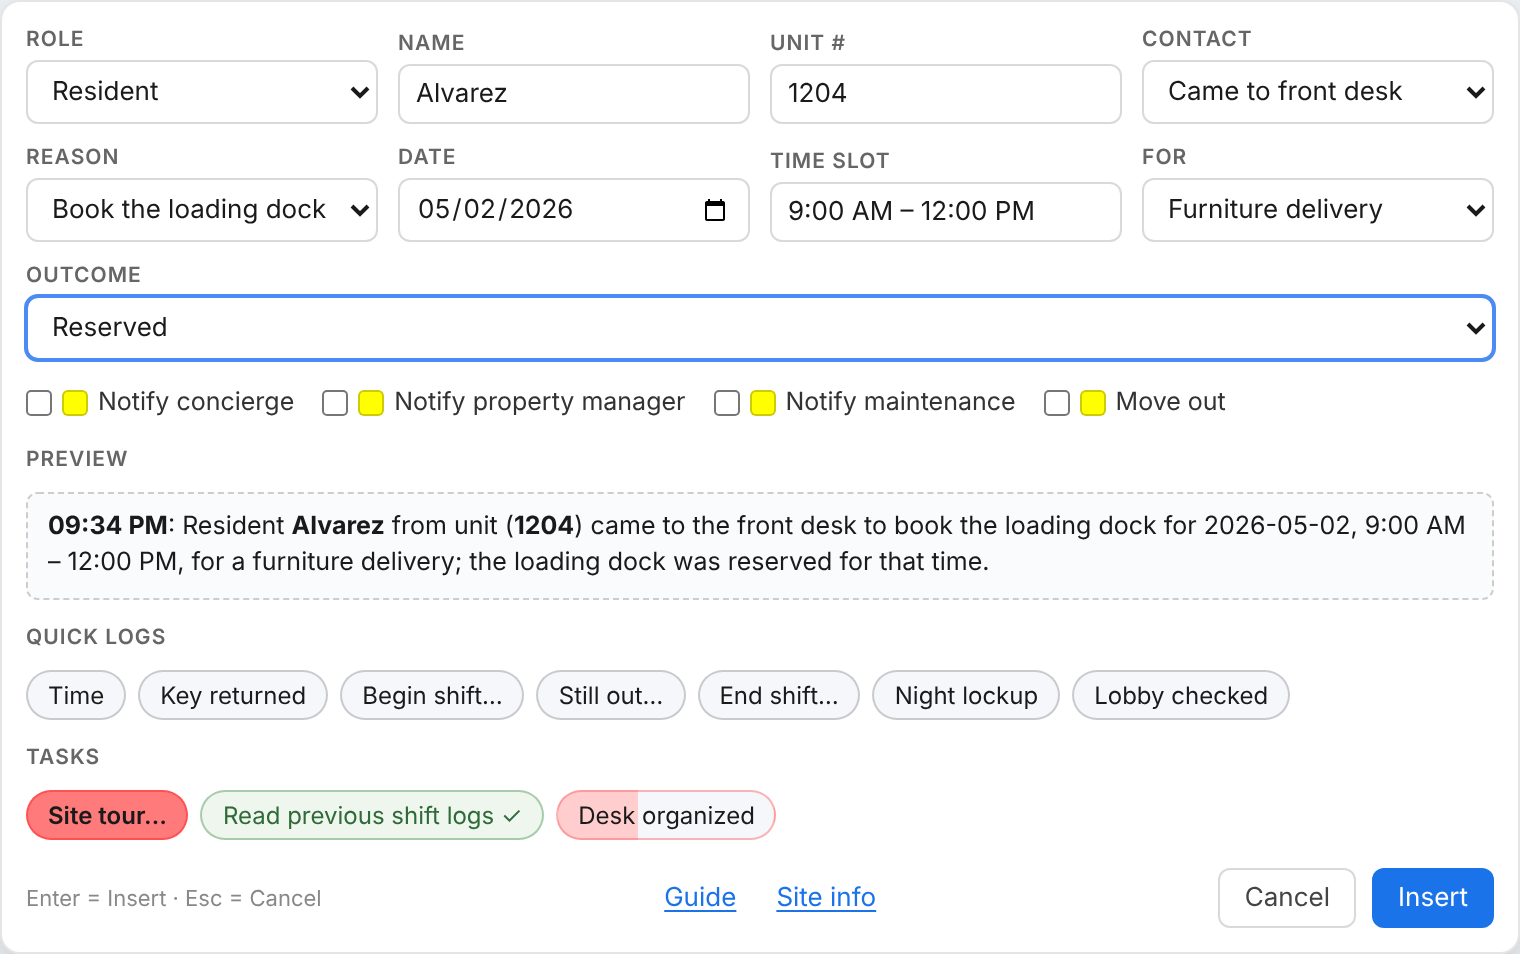 ROLE NAME UNIT # CONTACT
Resident Alvarez 1204 Came to front desk
REASON DATE TIME SLOT FOR
Book the loading dock 05/02/2026 9:00 AM – 12:00 PM Furniture delivery
OUTCOME
Reserved
Notify concierge Notify property manager Notify maintenance Move out
PREVIEW
09:34 PM: Resident Alvarez from unit (1204) came to the front desk to book the loading dock for 2026-05-02, 9:00 AM
– 12:00 PM, for a furniture delivery; the loading dock was reserved for that time.
QUICK LOGS
Time Key returned Begin shift... Still out... End shift... Night lockup Lobby checked
TASKS
Site tour... Read previous shift logs ✓ Desk organized
Enter = Insert · Esc = Cancel Guide Site info Cancel Insert